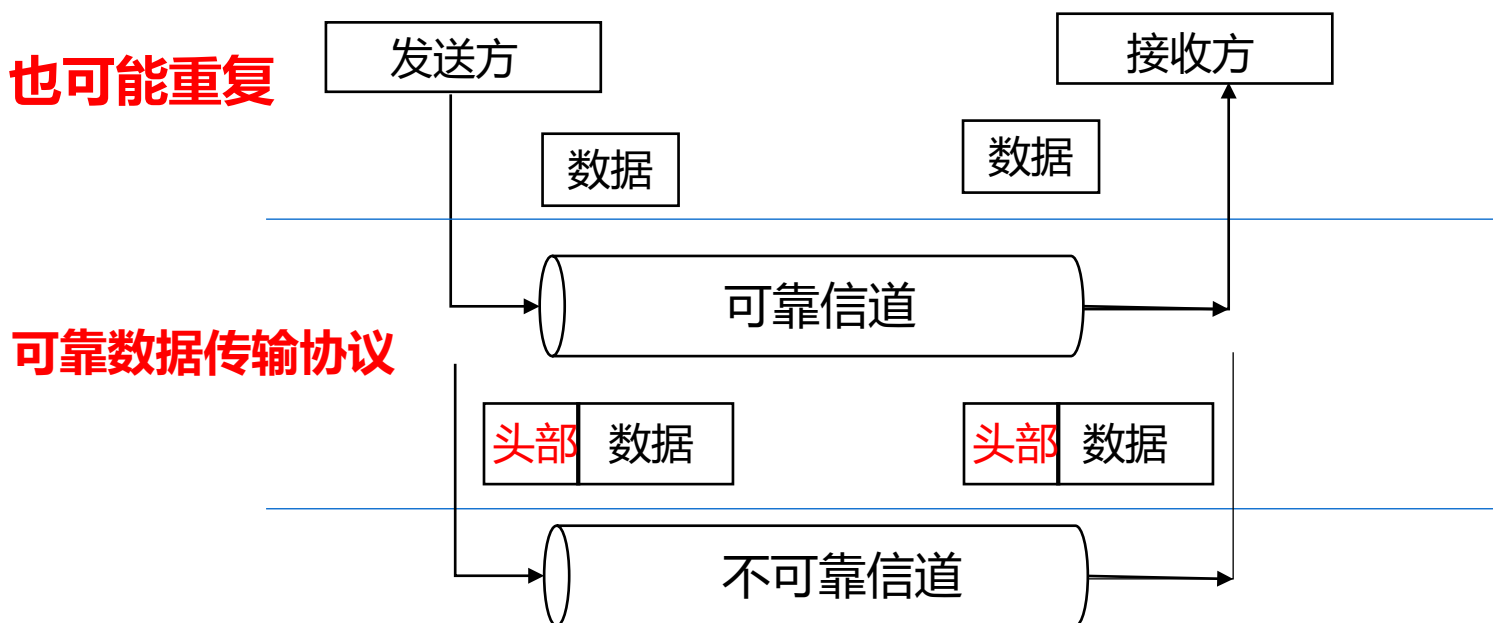 发送方
接收方
也可能重复
数据
数据
可靠信道
可靠数据传输协议
头部 数据
头部 数据
不可靠信道